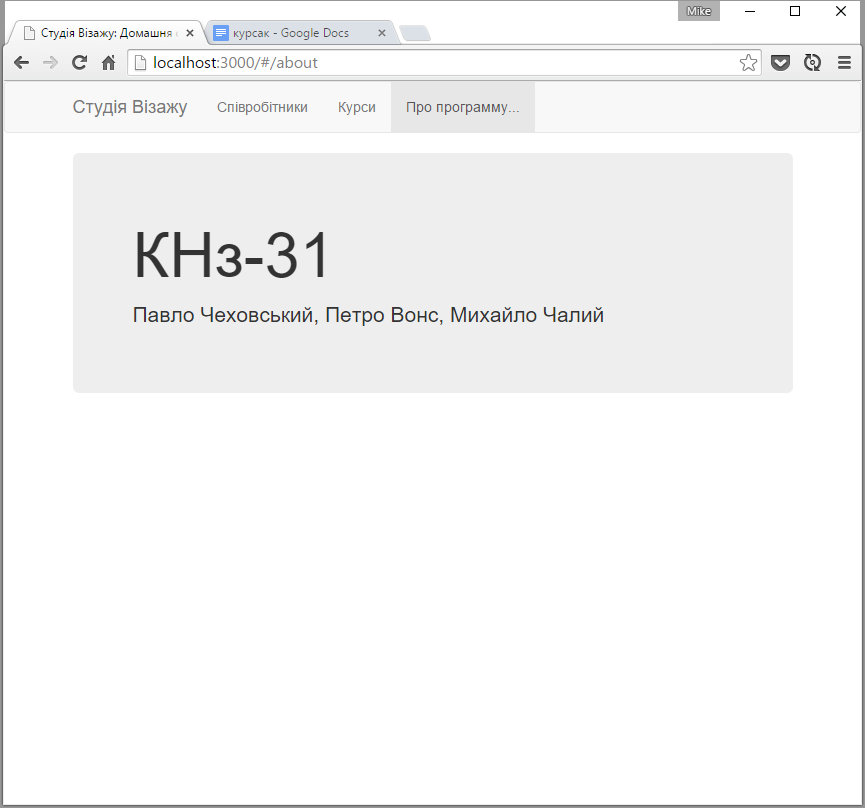 Mike
Студія Візажу: Домашня
курсак - Google Docs
localhost:3000/#/about
Студія Візажу Співробітники Курси Про программу...
КНз-31
Павло Чеховський, Петро Вонс, Михайло Чалий